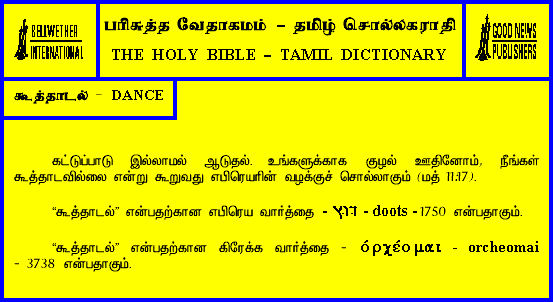 BELLWETHER
INTERNATIONAL
பரிசுத்த வேதாகமம் – தமிழ் சொல்லகராதி
THE HOLY BIBLE – TAMIL DICTIONARY
GOOD NEWS
PUBLISHERS
கூத்தாடல் – DANCE
கட்டுப்பாடு இல்லாமல் ஆடுதல். உங்களுக்காக குழல் ஊதினோம், நீங்கள்
கூத்தாடவில்லை என்று கூறுவது எபிரெயரின் வழக்குச் சொல்லாகும் (மத் 11:17).
“கூத்தாடல்” என்பதற்கான எபிரெய வார்த்தை - דּוּץ - doots -1750 என்பதாகும்.
“கூத்தாடல்” என்பதற்கான கிரேக்க வார்த்தை - ὀρχέομαι - orcheomai
- 3738 என்பதாகும்.